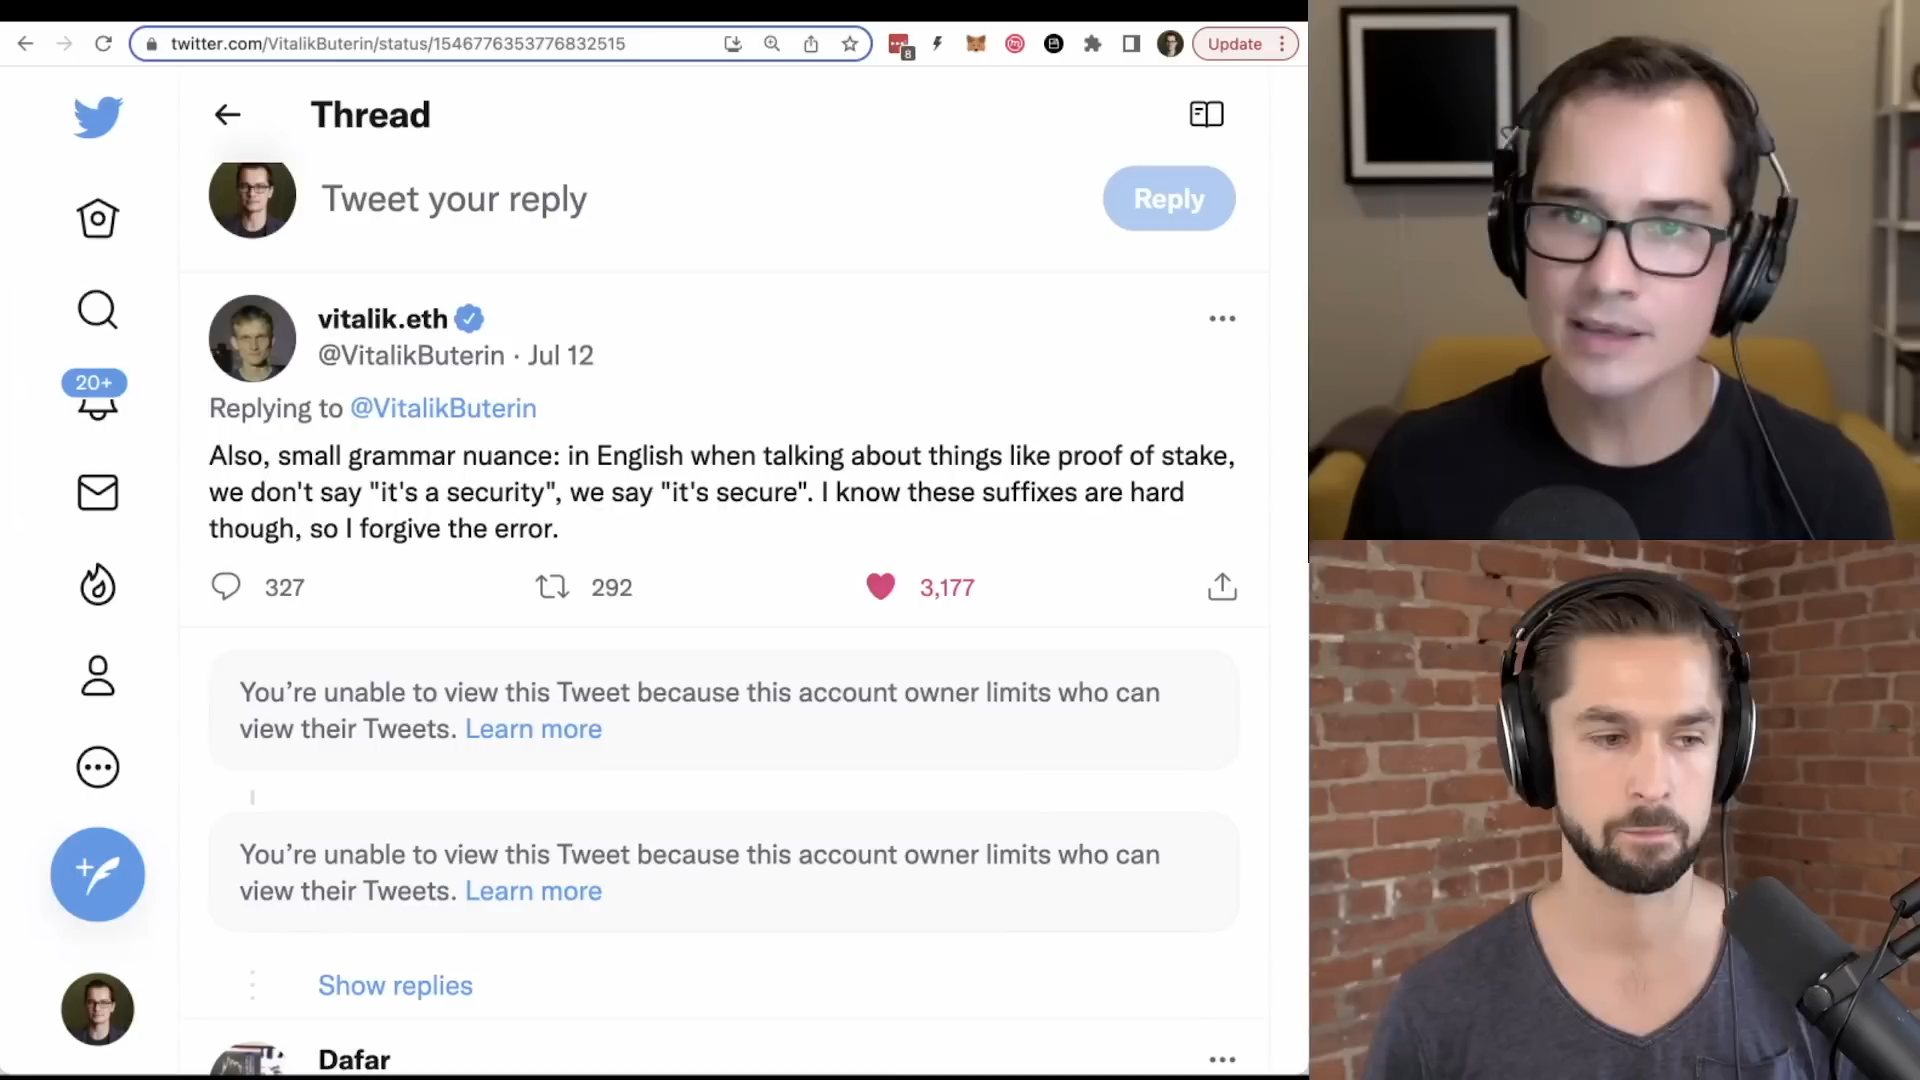 twitter.com/VitalikButerin/status/1546776353776832515
8
Update
Thread
Tweet your reply
Reply
vitalik.eth
@VitalikButerin · Jul 12
Replying to @VitalikButerin
Also, small grammar nuance: in English when talking about things like proof of stake,
we don't say "it's a security", we say "it's secure". I know these suffixes are hard
though, so I forgive the error.
327
292
3,177
20+
You’re unable to view this Tweet because this account owner limits who can
view their Tweets. Learn more
You’re unable to view this Tweet because this account owner limits who can
view their Tweets. Learn more
Show replies
Dafar